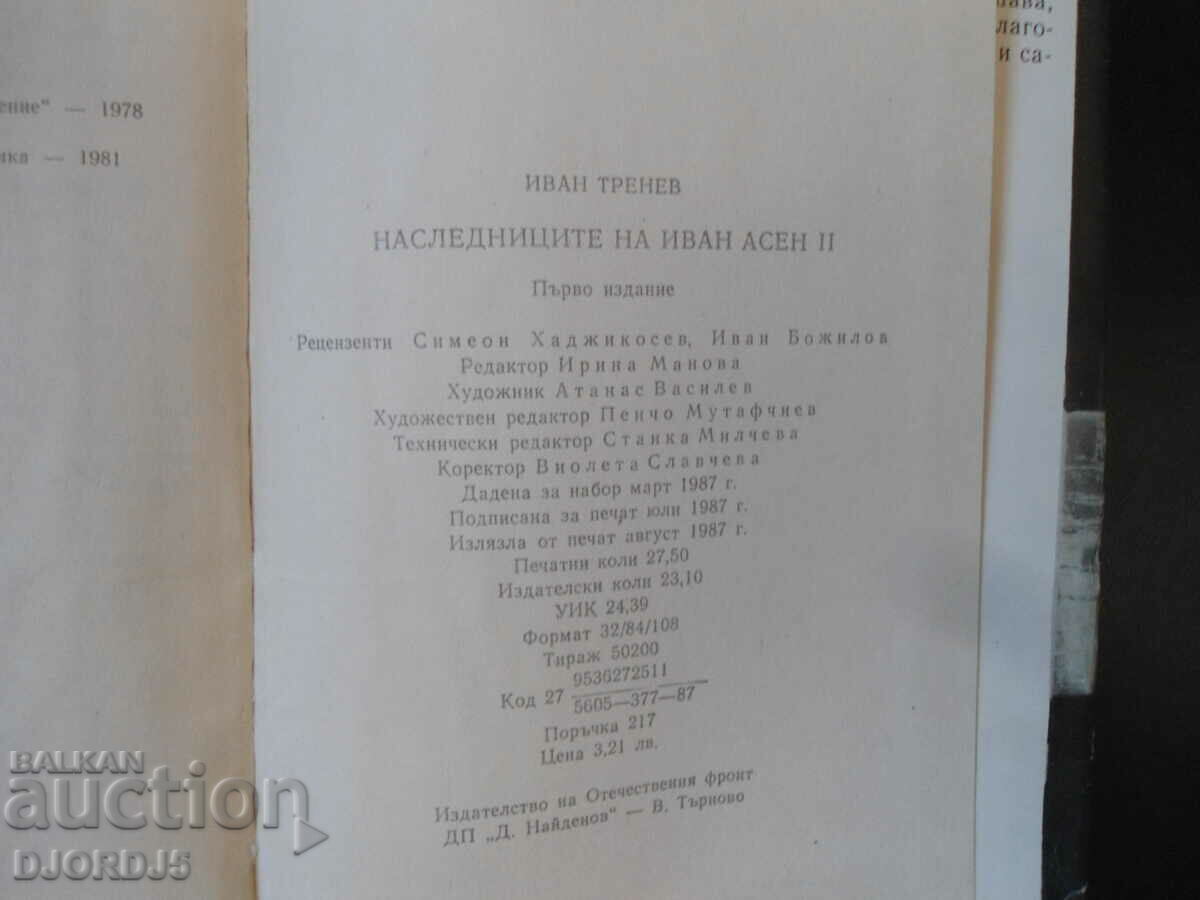 ение“ — 1978
ика — 1981
лаго-
и са-
ИВАН ТРЕНЕВ
НАСЛЕДНИЦИТЕ НА ИВАН АСЕН II
Първо издание
Рецензенти Симеон Хаджикосев, Иван Божилов
Редактор Ирина Манова
Художник Атанас Василев
Художествен редактор Пенчо Мутафчиев
Технически редактор Станка Милчева
Коректор Виолета Славчева
Дадена за набор март 1987 г.
Подписана за печат юли 1987 г.
Излязла от печат август 1987 г.
Печатни коли 27,50
Издателски коли 23,10
УИК 24,39
Формат 32/84/108
Тираж 50200
9536272511
Код 27
5605—377—87
Поръчка 217
Цена 3,21 лв.
Издателство на Отечествения фронт
ДП „Д. Найденов“ — В. Търново
BALKAN
auction
DJORDJ5